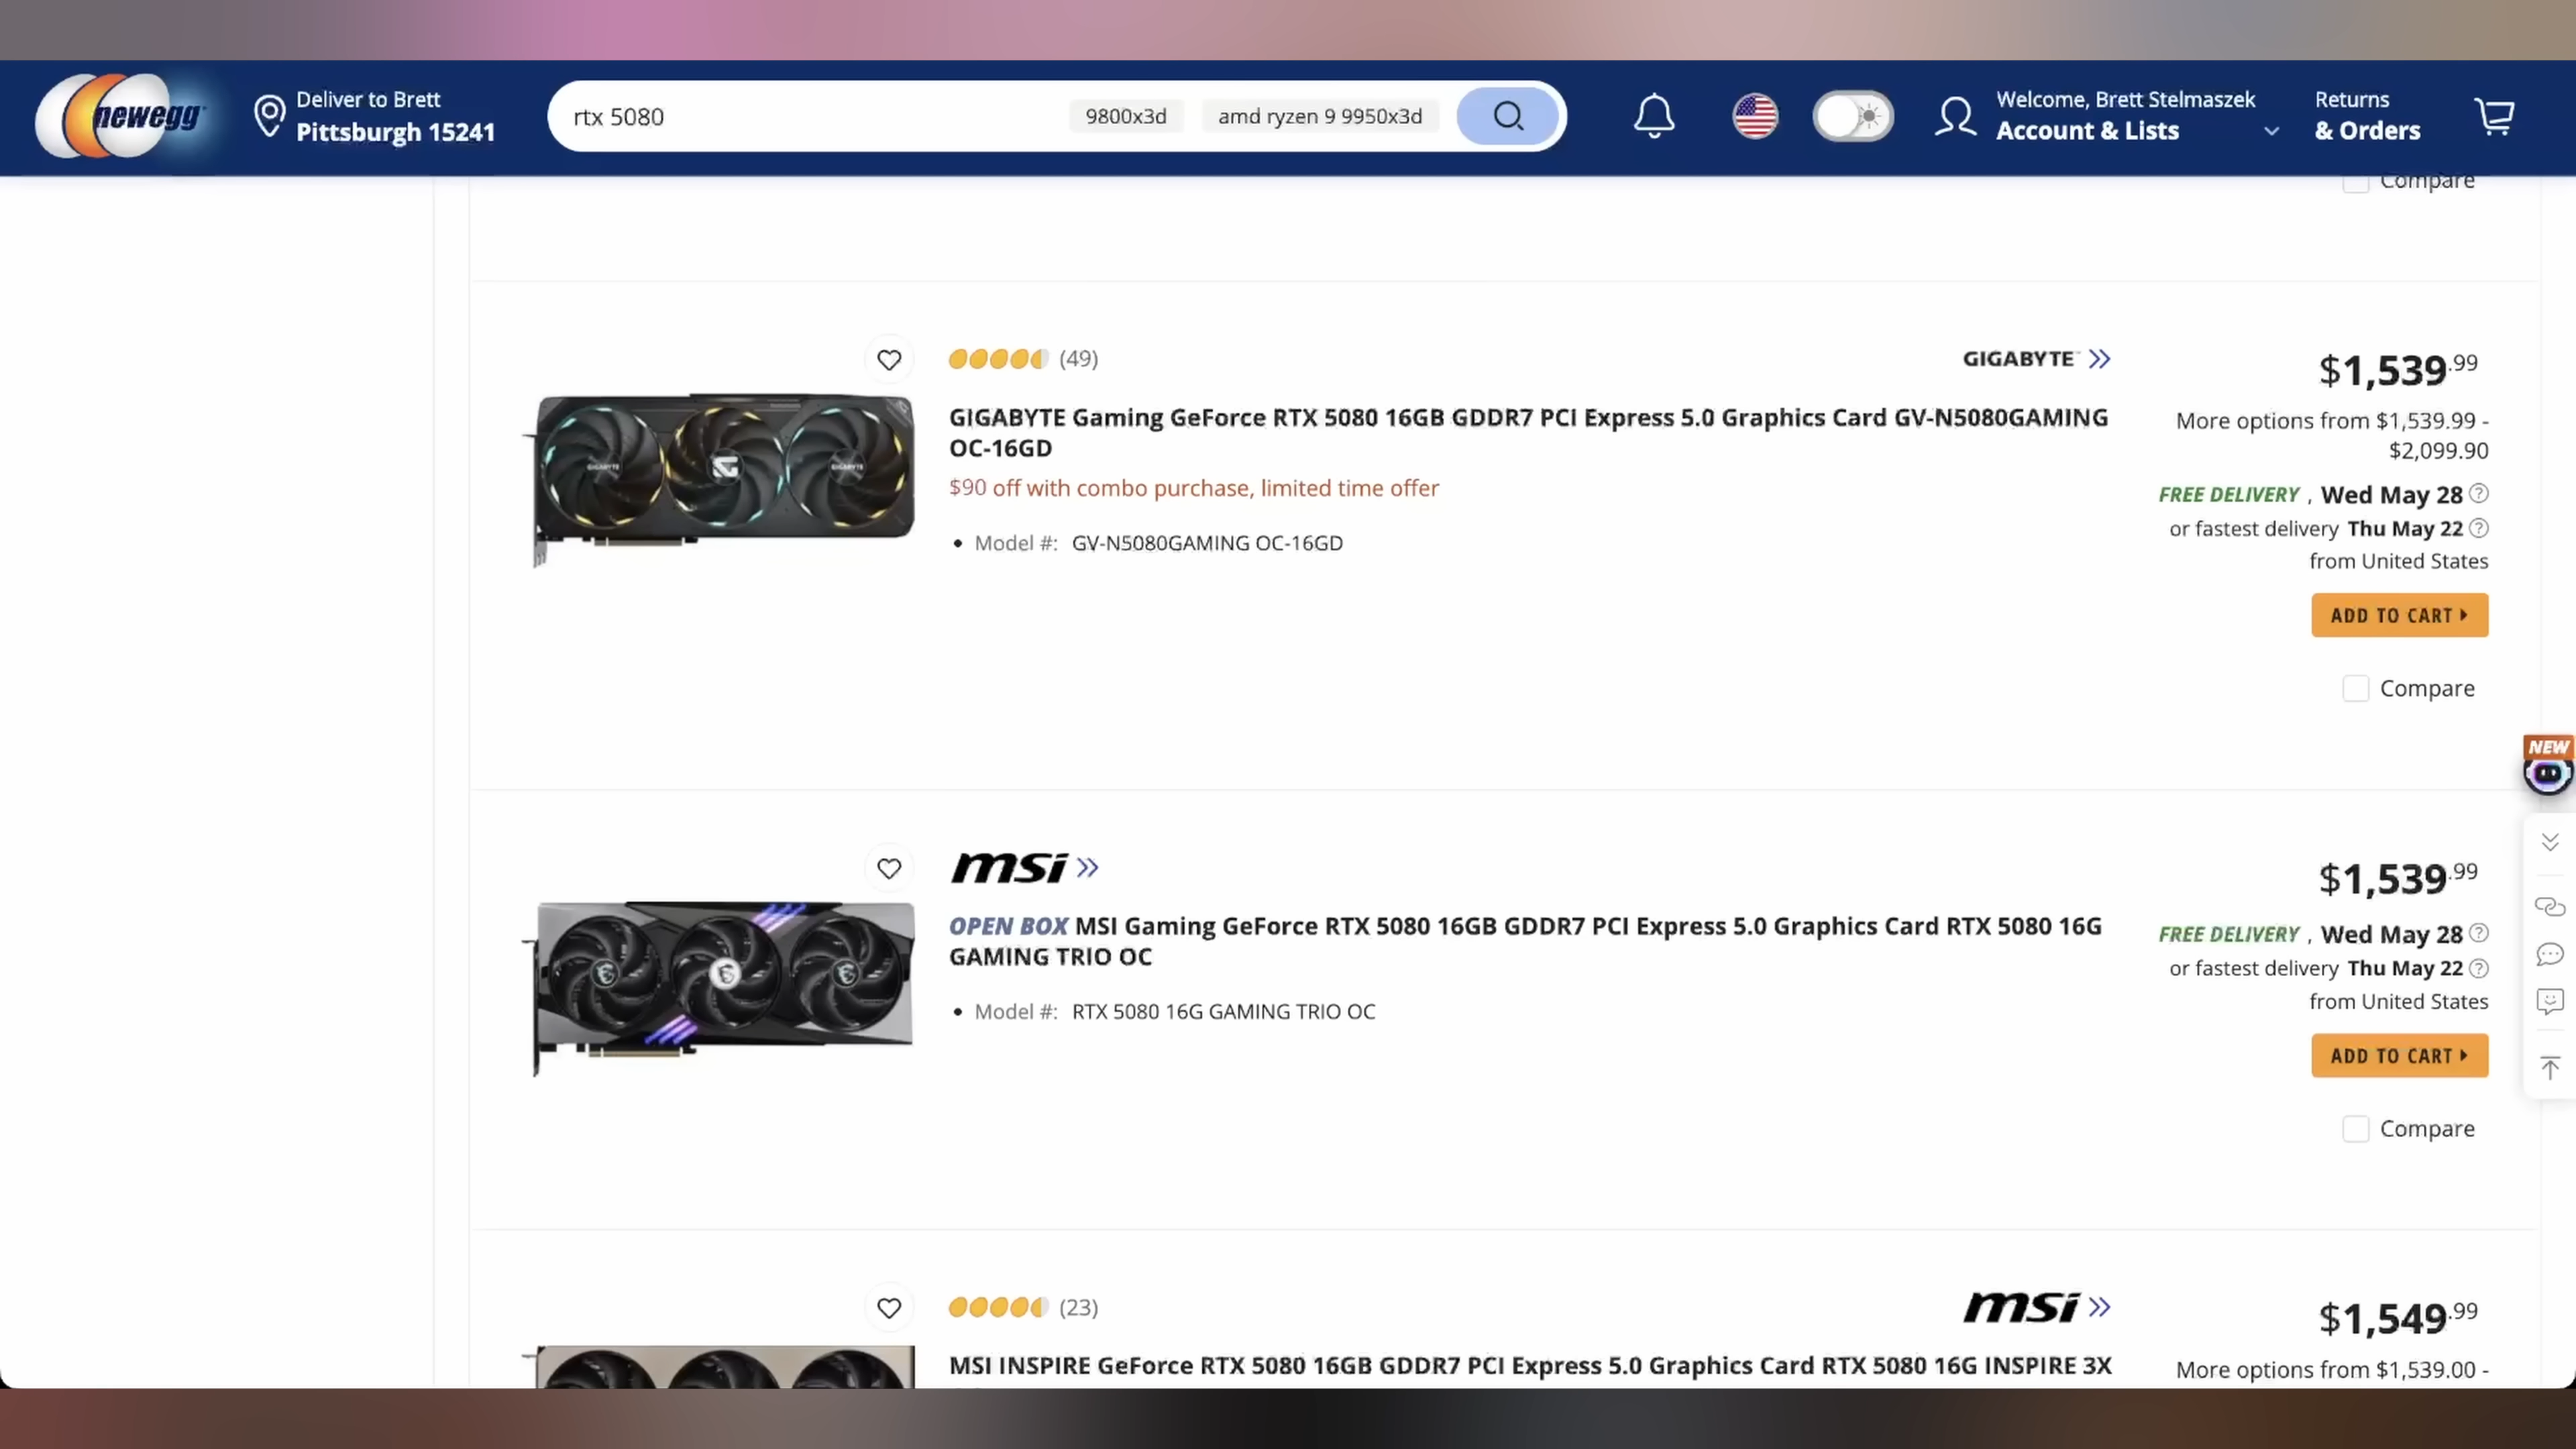 newegg
Deliver to Brett
Pittsburgh 15241
rtx 5080
9800x3d
amd ryzen 9 9950x3d
Welcome, Brett Stelmaszek
Account & Lists
Returns
& Orders
Compare
(49)
GIGABYTE
GIGABYTE Gaming GeForce RTX 5080 16GB GDDR7 PCI Express 5.0 Graphics Card GV-N5080GAMING
OC-16GD
$90 off with combo purchase, limited time offer
• Model #: GV-N5080GAMING OC-16GD
$1,539.99
More options from $1,539.99 -
$2,099.90
FREE DELIVERY , Wed May 28
or fastest delivery Thu May 22
from United States
ADD TO CART
Compare
NEW
msi
OPEN BOX MSI Gaming GeForce RTX 5080 16GB GDDR7 PCI Express 5.0 Graphics Card RTX 5080 16G
GAMING TRIO OC
• Model #: RTX 5080 16G GAMING TRIO OC
$1,539.99
FREE DELIVERY , Wed May 28
or fastest delivery Thu May 22
from United States
ADD TO CART
Compare
(23)
msi
MSI INSPIRE GeForce RTX 5080 16GB GDDR7 PCI Express 5.0 Graphics Card RTX 5080 16G INSPIRE 3X
$1,549.99
More options from $1,539.00 -